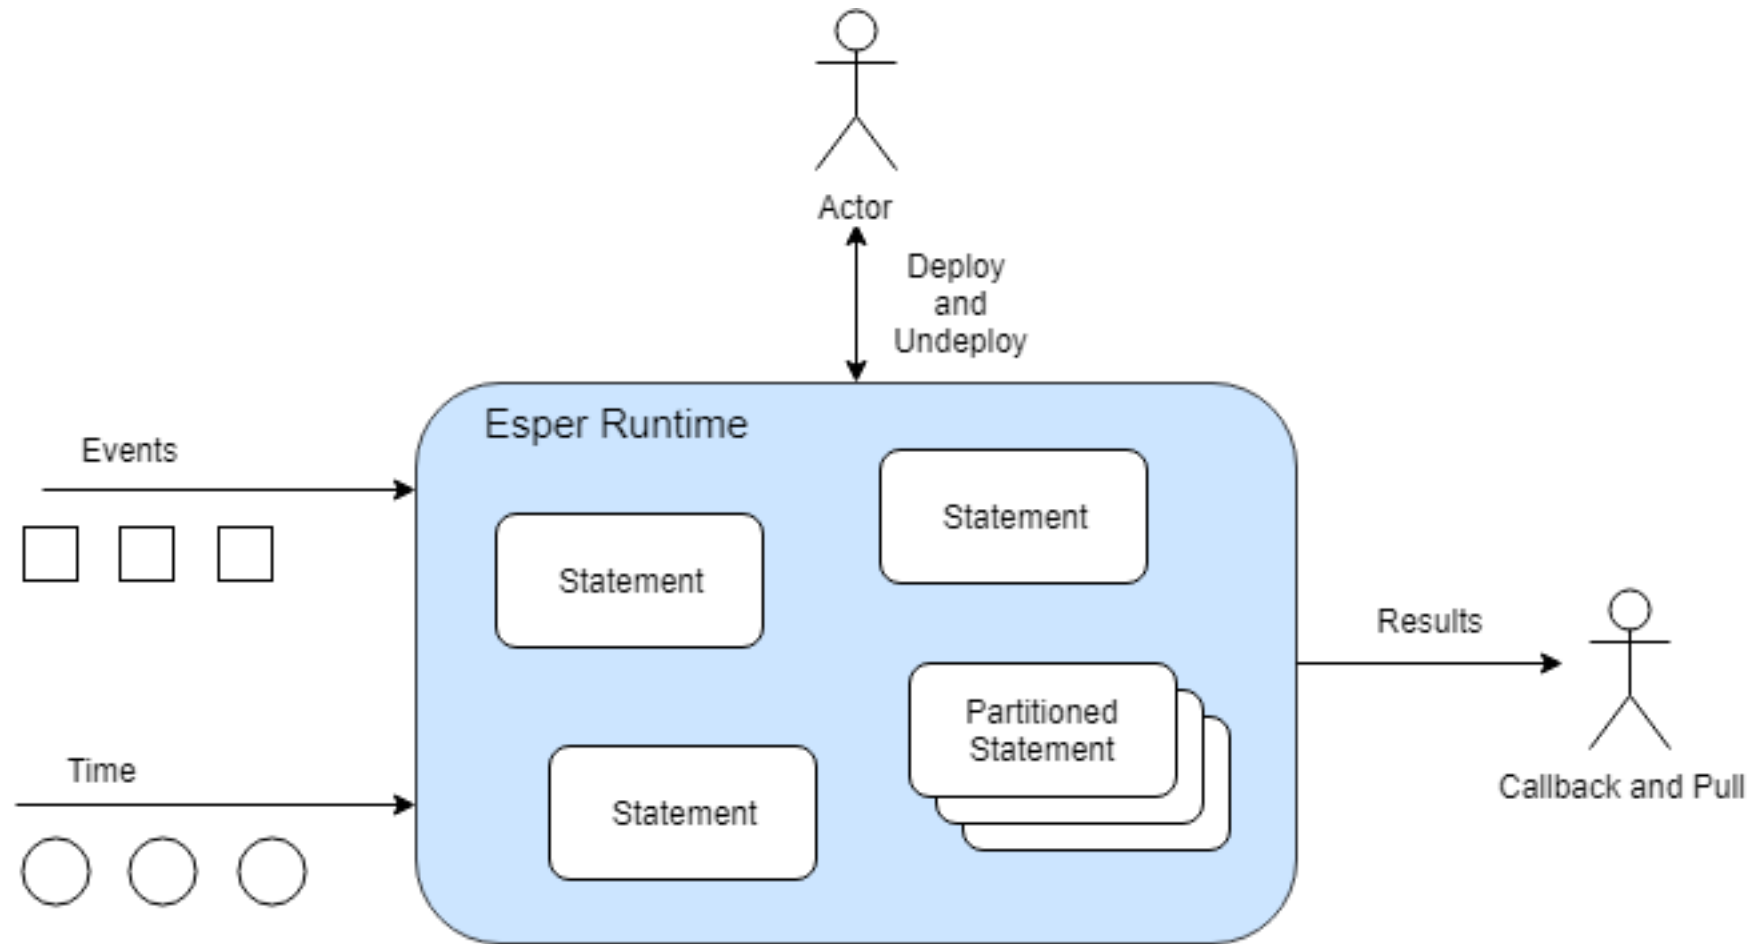 Actor
Deploy
and
Undeploy
Esper Runtime
Events
Statement
Statement
Results
Partitioned
Statement
Time
Statement
Callback and Pull